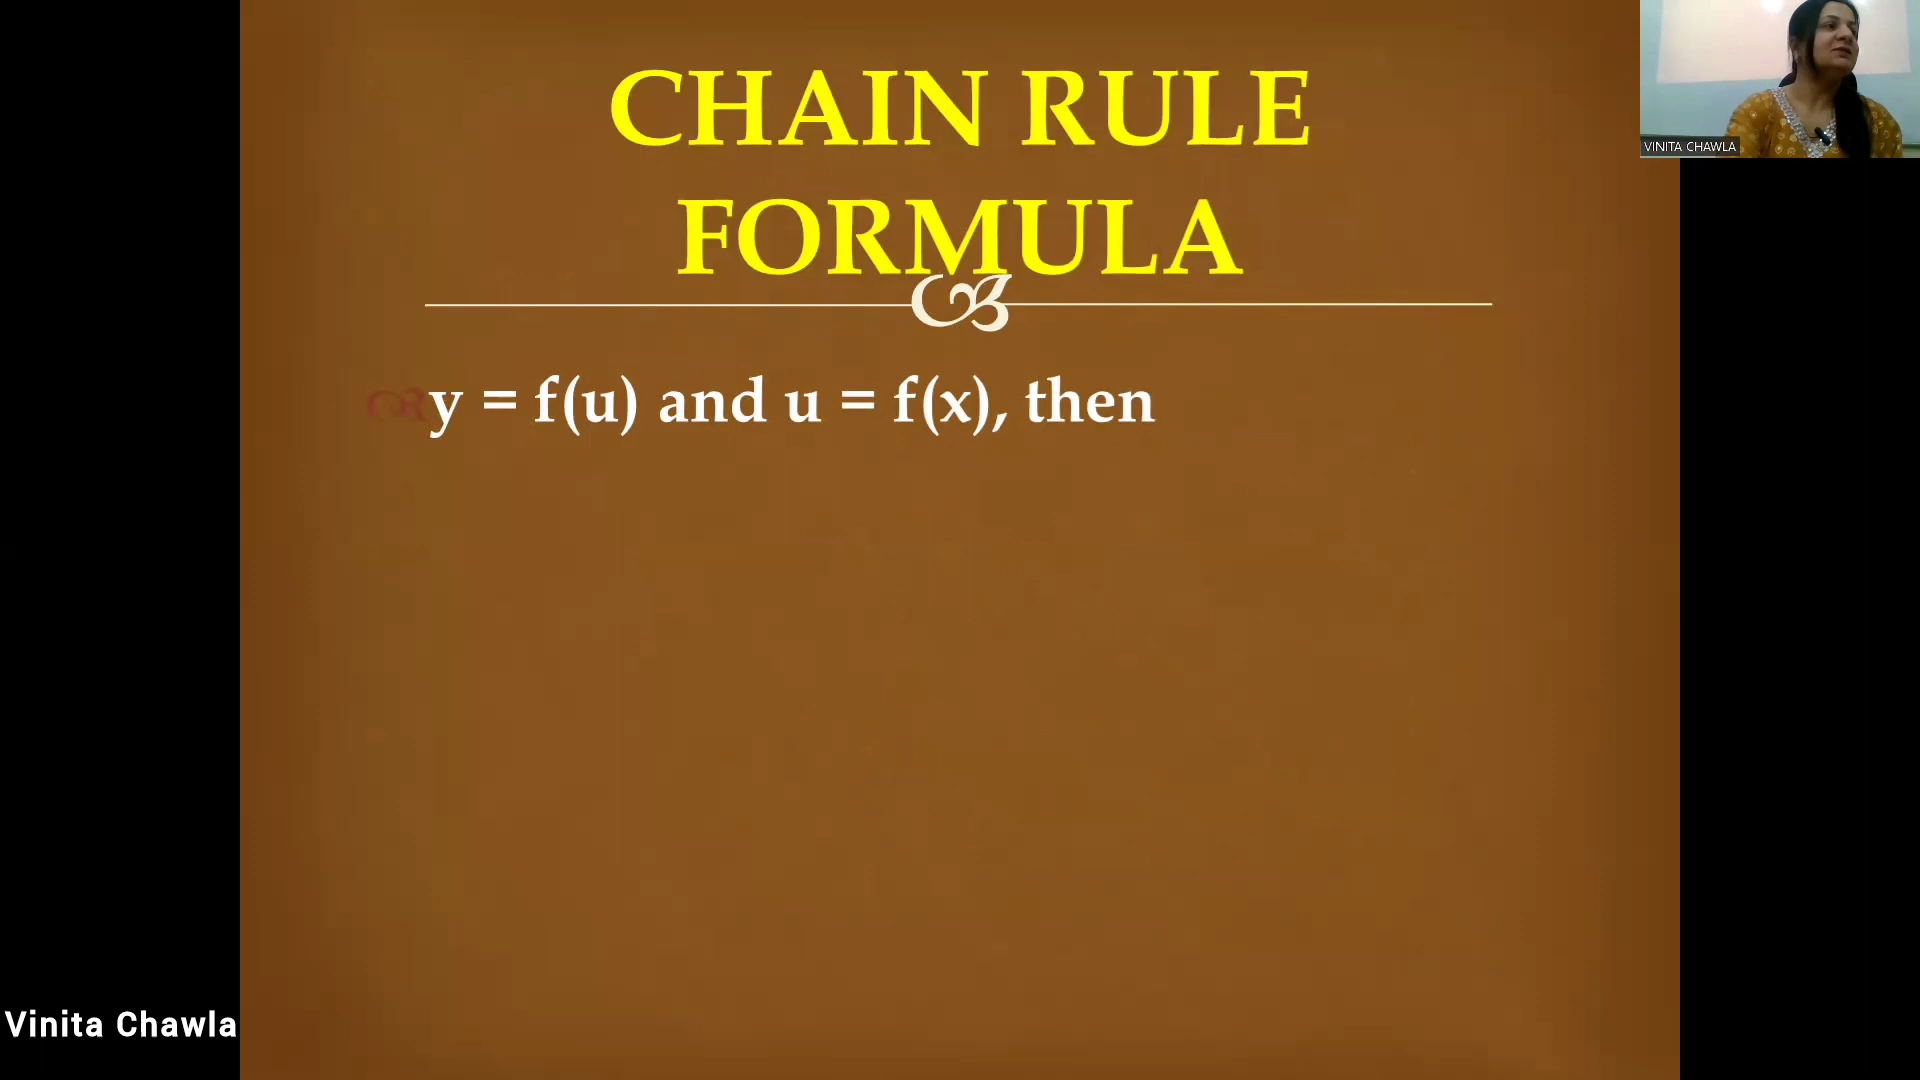 CHAIN RULE
FORMULA
y = f(u) and u = f(x), then
VINITA CHAWLA
Vinita Chawla